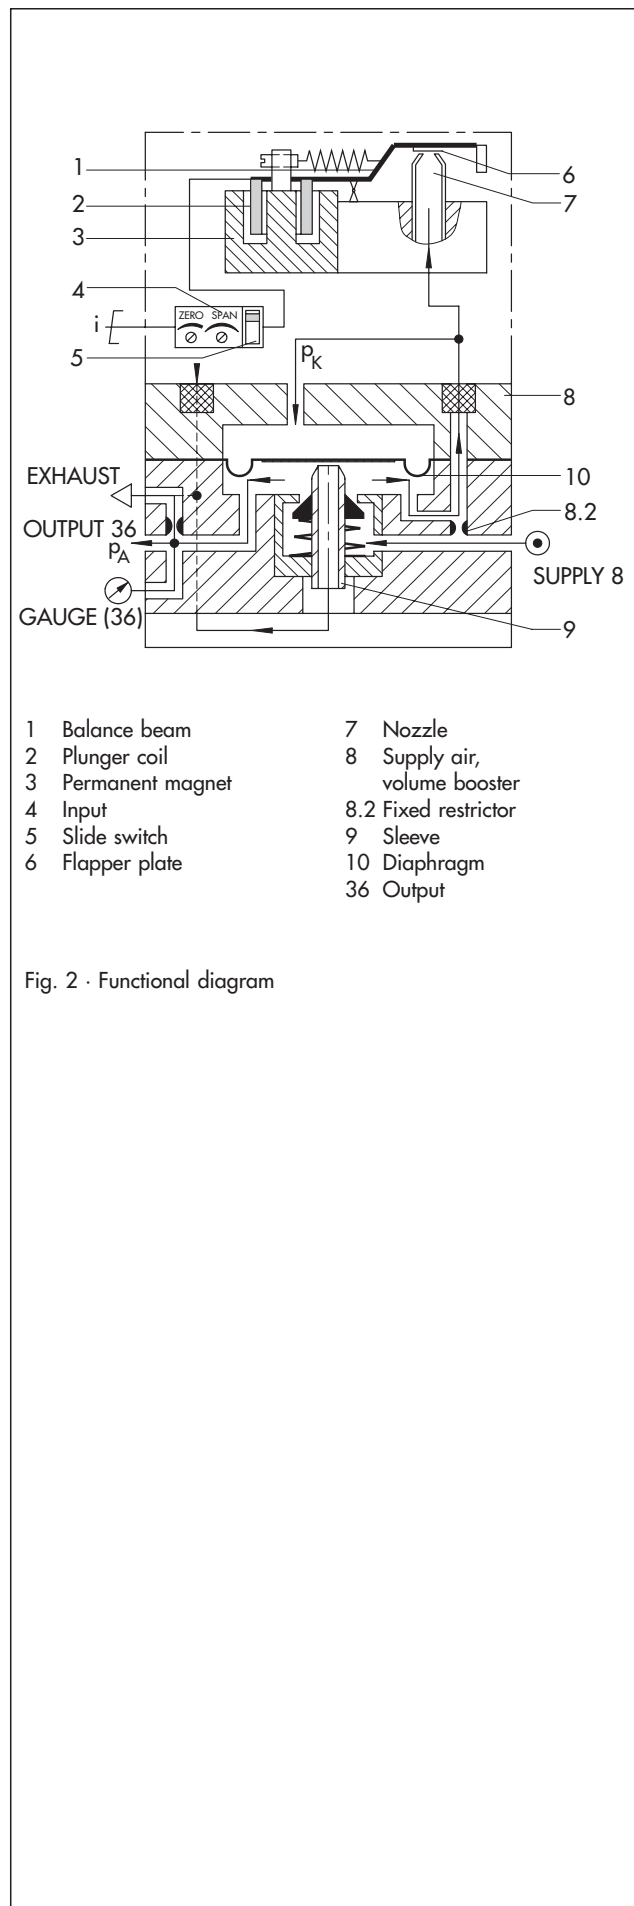 1
2
3
4
i
ZERO SPAN
5
6
7
pK
8
EXHAUST
10
OUTPUT 36
8.2
pA
SUPPLY 8
GAUGE (36)
9
1 Balance beam
2 Plunger coil
3 Permanent magnet
4 Input
5 Slide switch
6 Flapper plate
7 Nozzle
8 Supply air,
volume booster
8.2 Fixed restrictor
9 Sleeve
10 Diaphragm
36 Output
Fig. 2 · Functional diagram